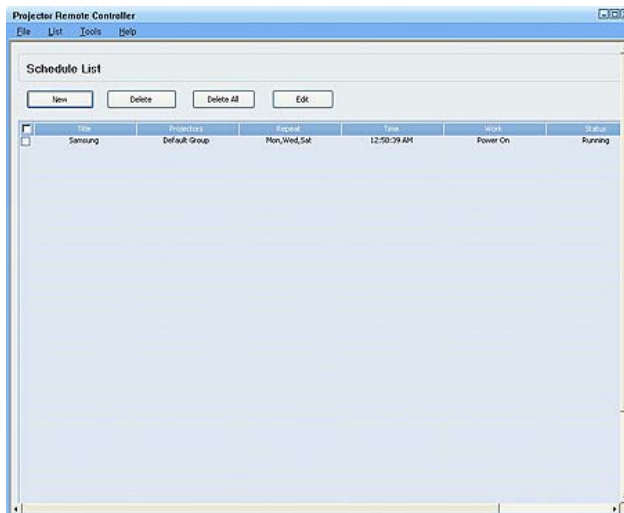 Projector Remote Controller
File List Tools Help
Schedule List
New Delete Delete All Edit
Title Projectors Repeat Time Work Status
Samsung Default Group Mon,Wed,Sat 12:50:39 AM Power On Running